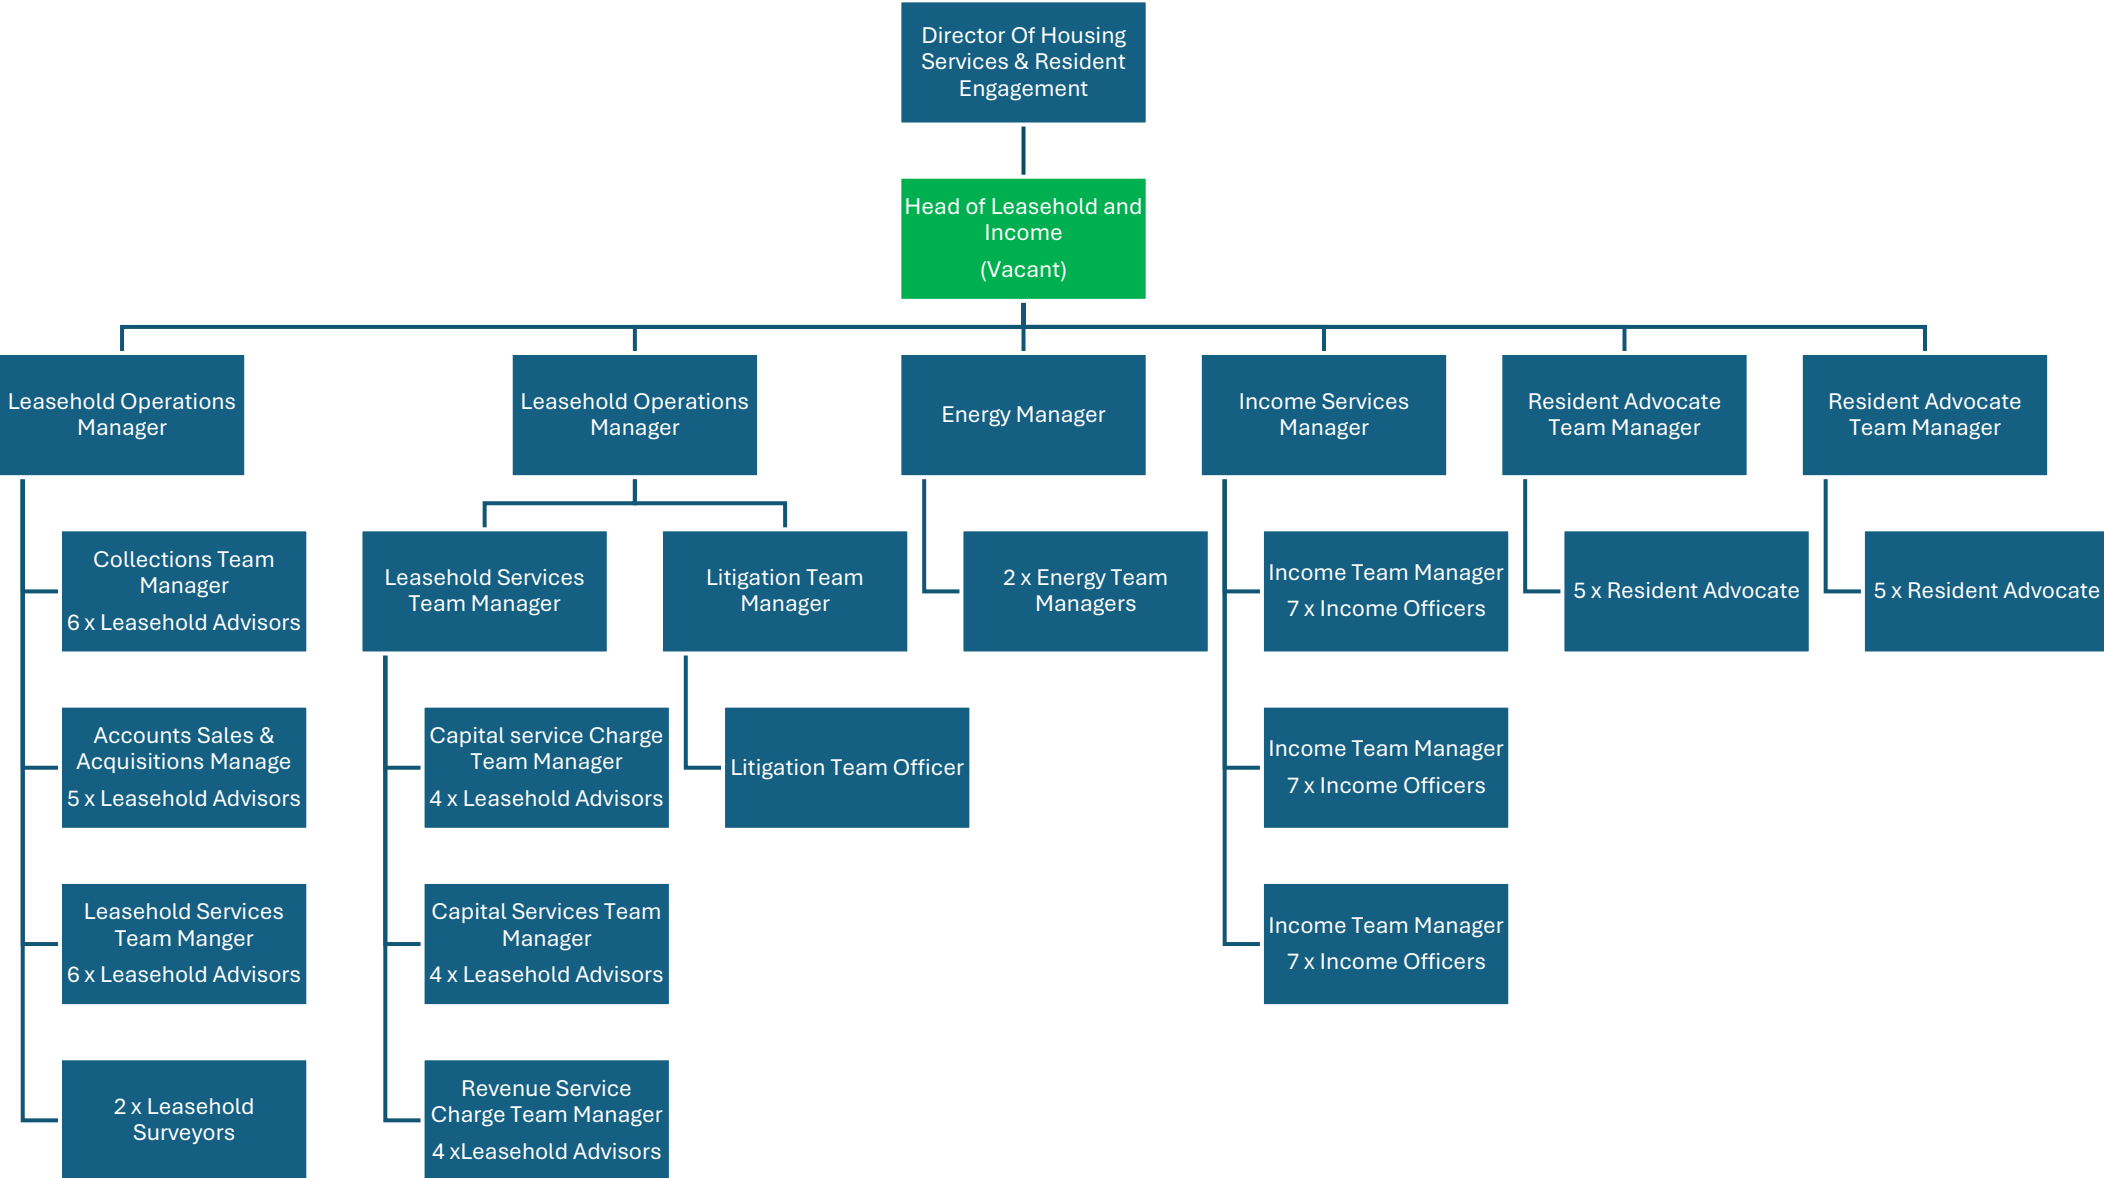 Director Of Housing
Services & Resident
Engagement
Head of Leasehold and
Income
(Vacant)
Leasehold Operations
Manager
Leasehold Operations
Manager
Energy Manager
Income Services
Manager
Resident Advocate
Team Manager
Resident Advocate
Team Manager
Collections Team
Manager
6 x Leasehold Advisors
Leasehold Services
Team Manager
Litigation Team
Manager
2 x Energy Team
Managers
Income Team Manager
7 x Income Officers
5 x Resident Advocate
5 x Resident Advocate
Accounts Sales &
Acquisitions Manage
5 x Leasehold Advisors
Capital service Charge
Team Manager
4 x Leasehold Advisors
Litigation Team Officer
Income Team Manager
7 x Income Officers
Leasehold Services
Team Manger
6 x Leasehold Advisors
Capital Services Team
Manager
4 x Leasehold Advisors
Income Team Manager
7 x Income Officers
2 x Leasehold
Surveyors
Revenue Service
Charge Team Manager
4 xLeasehold Advisors